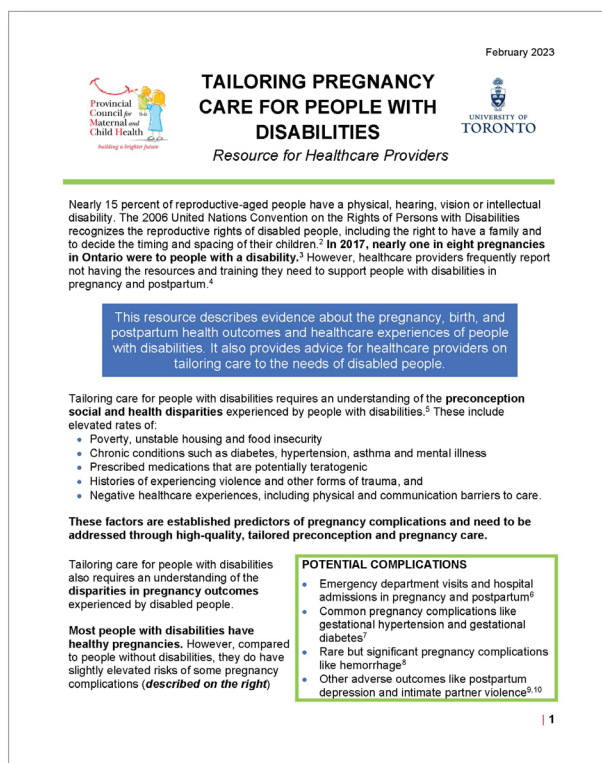 February 2023
Provincial
Council for
Maternal and
Child Health
building a brighter future
TAILORING PREGNANCY
CARE FOR PEOPLE WITH
DISABILITIES
Resource for Healthcare Providers
UNIVERSITY OF
TORONTO
Nearly 15 percent of reproductive-aged people have a physical, hearing, vision or intellectual
disability. The 2006 United Nations Convention on the Rights of Persons with Disabilities
recognizes the reproductive rights of disabled people, including the right to have a family and
to decide the timing and spacing of their children.2 In 2017, nearly one in eight pregnancies
in Ontario were to people with a disability.3 However, healthcare providers frequently report
not having the resources and training they need to support people with disabilities in
pregnancy and postpartum.4
This resource describes evidence about the pregnancy, birth, and
postpartum health outcomes and healthcare experiences of people
with disabilities. It also provides advice for healthcare providers on
tailoring care to the needs of disabled people.
Tailoring care for people with disabilities requires an understanding of the preconception
social and health disparities experienced by people with disabilities.5 These include
elevated rates of:
• Poverty, unstable housing and food insecurity
• Chronic conditions such as diabetes, hypertension, asthma and mental illness
• Prescribed medications that are potentially teratogenic
• Histories of experiencing violence and other forms of trauma, and
• Negative healthcare experiences, including physical and communication barriers to care.
These factors are established predictors of pregnancy complications and need to be
addressed through high-quality, tailored preconception and pregnancy care.
Tailoring care for people with disabilities
also requires an understanding of the
disparities in pregnancy outcomes
experienced by disabled people.
Most people with disabilities have
healthy pregnancies. However, compared
to people without disabilities, they do have
slightly elevated risks of some pregnancy
complications (described on the right)
POTENTIAL COMPLICATIONS
• Emergency department visits and hospital
admissions in pregnancy and postpartum6
• Common pregnancy complications like
gestational hypertension and gestational
diabetes7
• Rare but significant pregnancy complications
like hemorrhage8
• Other adverse outcomes like postpartum
depression and intimate partner violence9,10
| 1